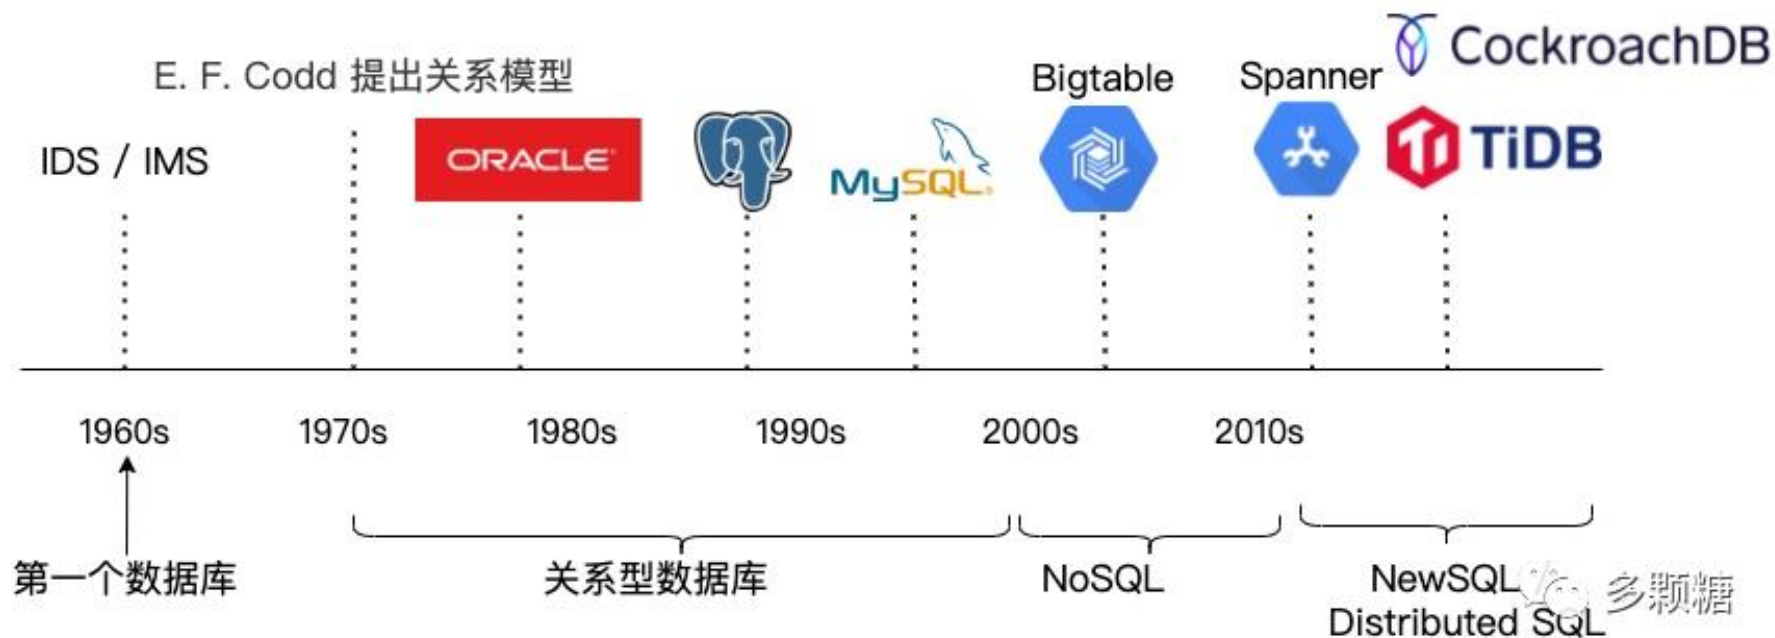 CockroachDB
E. F. Codd 提出关系模型
Bigtable
Spanner
IDS / IMS
ORACLE
MySQL
TiDB
1960s
1970s
1980s
1990s
2000s
2010s
第一个数据库
关系型数据库
NoSQL
NewSQL
Distributed SQL
多颗糖